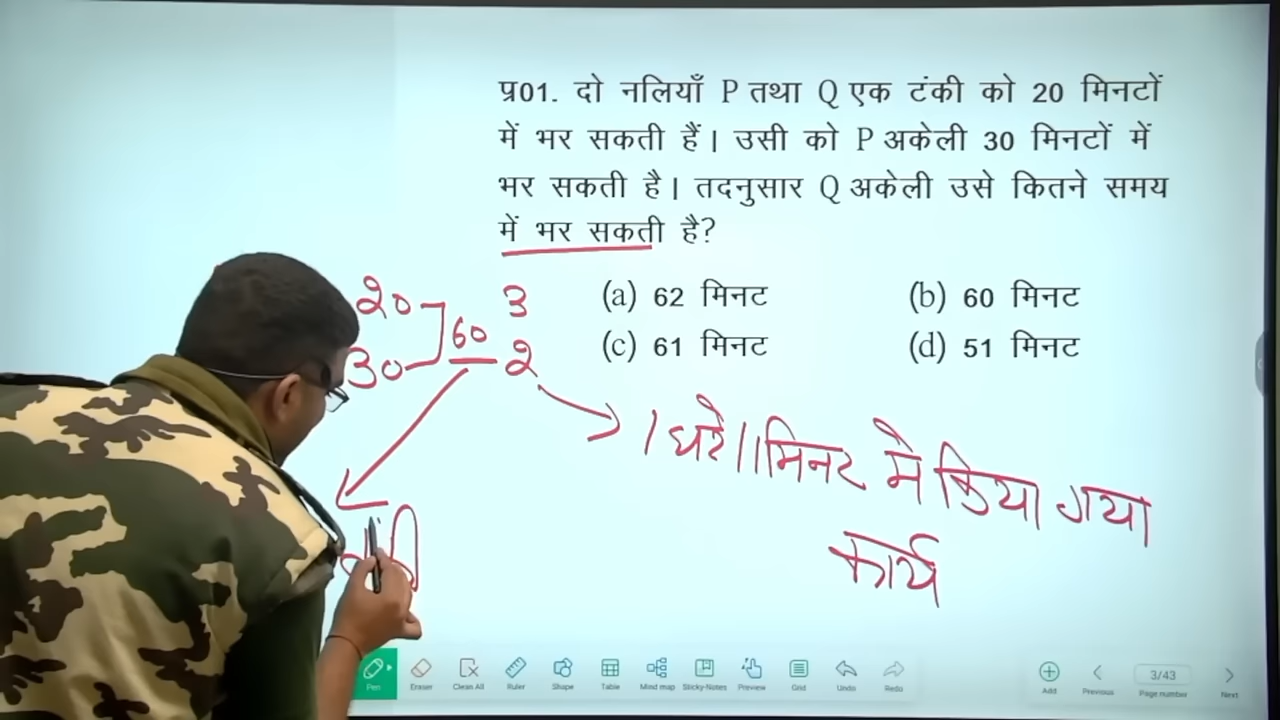 प्र01. दो नलियाँ P तथा Q एक टंकी को 20 मिनटों
में भर सकती हैं। उसी को P अकेली 30 मिनटों में
भर सकती है। तदनुसार Q अकेली उसे कितने समय
में भर सकती है?
(a) 62 मिनट (b) 60 मिनट
(c) 61 मिनट (d) 51 मिनट
20 3
60
30 2
1 घंटे/1मिनट में किया गया
कार्य
Pen Eraser Clean All Ruler Shape Table Mind map Sticky-Notes Preview Grid Undo Redo Add Previous 3/43 Page number Next